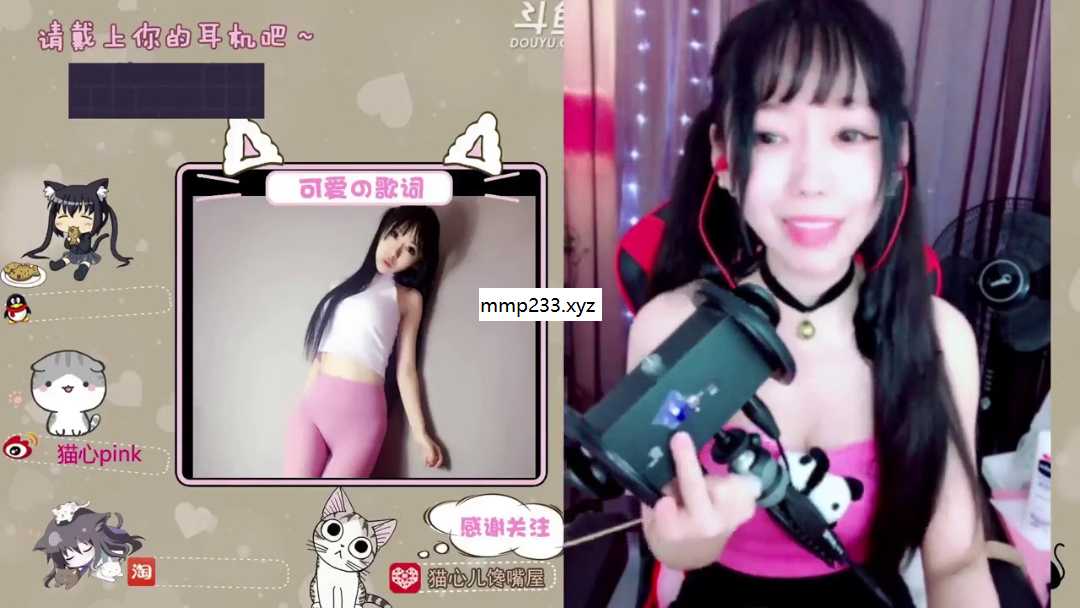 请戴上你的耳机吧~
斗鱼
DOUYU.C
可爱の歌词
mmp233.xyz
猫心pink
感谢关注
淘
猫心儿馋嘴屋